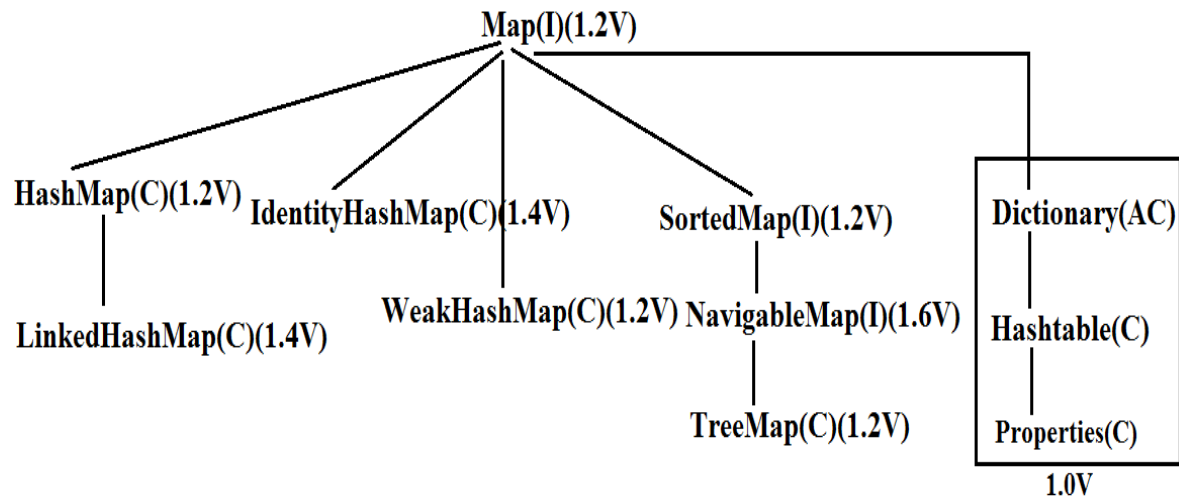 Map(I)(1.2V)
HashMap(C)(1.2V)
IdentityHashMap(C)(1.4V)
SortedMap(I)(1.2V)
Dictionary(AC)
WeakHashMap(C)(1.2V)
NavigableMap(I)(1.6V)
LinkedHashMap(C)(1.4V)
Hashtable(C)
TreeMap(C)(1.2V)
Properties(C)
1.0V